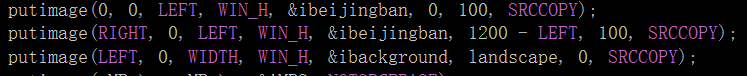 putimage(0, 0, LEFT, WIN_H, &ibeijingban, 0, 100, SRCCOPY);
putimage(RIGHT, 0, LEFT, WIN_H, &ibeijingban, 1200 - LEFT, 100, SRCCOPY);
putimage(LEFT, 0, WIDTH, WIN_H, &ibackground, landscape, 0, SRCCOPY);